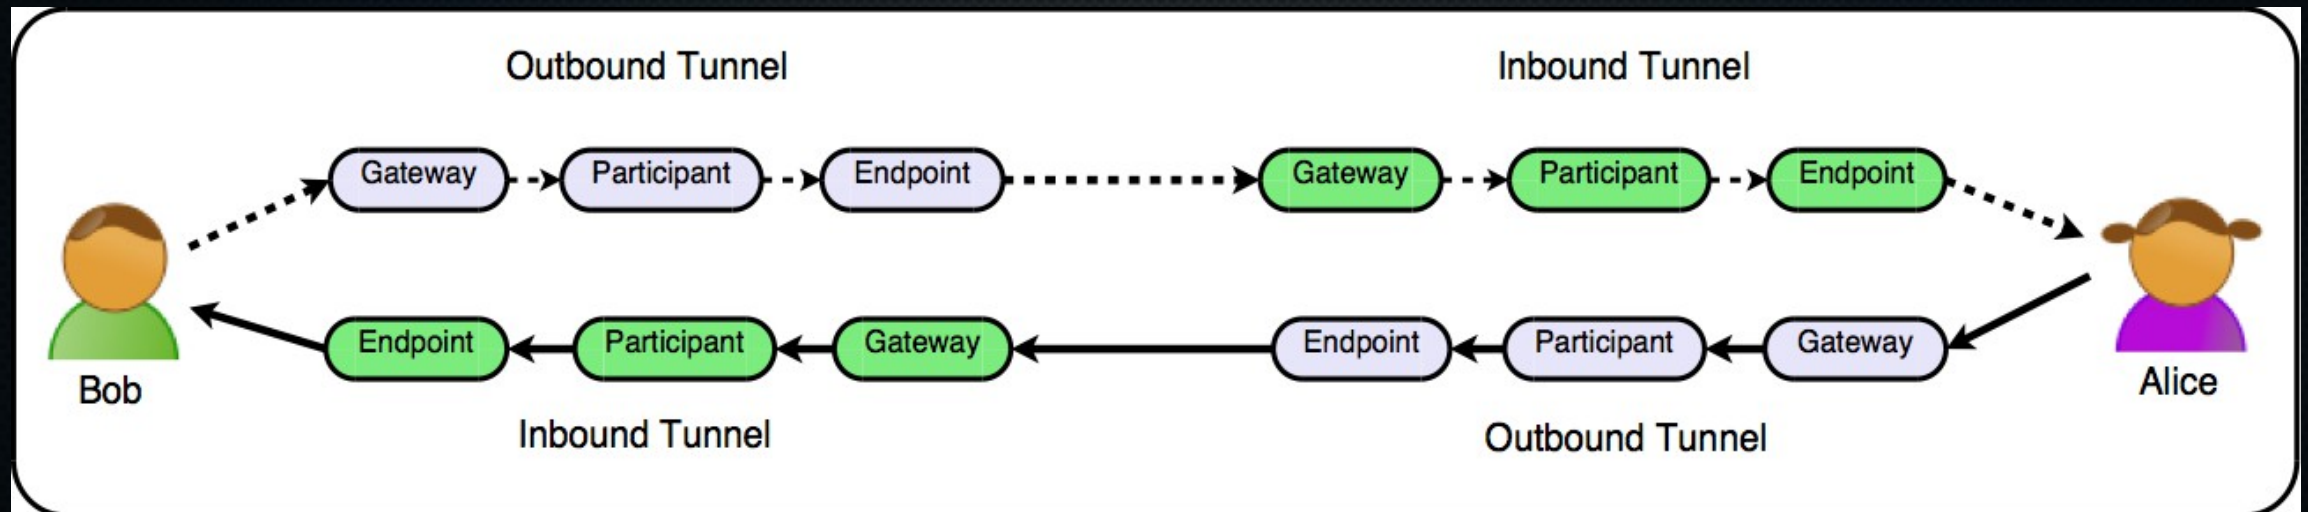 Outbound Tunnel
Inbound Tunnel
Gateway
Participant
Endpoint
Gateway
Participant
Endpoint
Endpoint
Participant
Gateway
Endpoint
Participant
Gateway
Bob
Alice
Inbound Tunnel
Outbound Tunnel